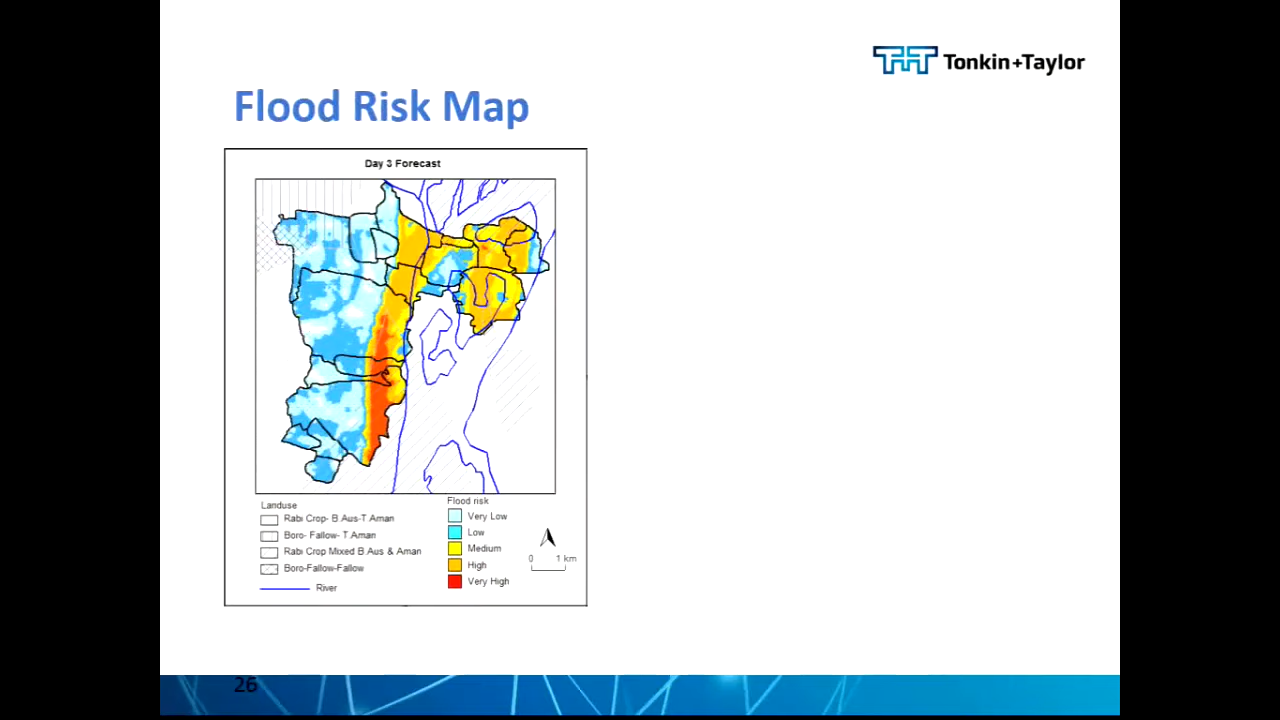 Tonkin+Taylor
Flood Risk Map
Day 3 Forecast
Landuse
Rabi Crop- B.Aus-T.Aman
Boro- Fallow- T.Aman
Rabi Crop Mixed B.Aus & Aman
Boro-Fallow-Fallow
River
Flood risk
Very Low
Low
Medium
High
Very High
0 1 km
26